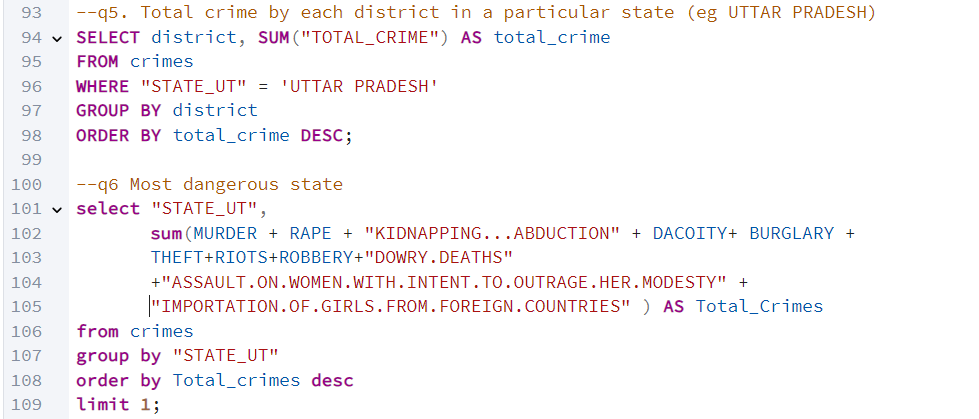 93 --q5. Total crime by each district in a particular state (eg UTTAR PRADESH)
94 SELECT district, SUM("TOTAL_CRIME") AS total_crime
95 FROM crimes
96 WHERE "STATE_UT" = 'UTTAR PRADESH'
97 GROUP BY district
98 ORDER BY total_crime DESC;
99
100 --q6 Most dangerous state
101 select "STATE_UT",
102 sum(MURDER + RAPE + "KIDNAPPING...ABDUCTION" + DACOITY+ BURGLARY +
103 THEFT+RIOTS+ROBBERY+"DOWRY.DEATHS"
104 +"ASSAULT.ON.WOMEN.WITH.INTENT.TO.OUTRAGE.HER.MODESTY" +
105 "IMPORTATION.OF.GIRLS.FROM.FOREIGN.COUNTRIES" ) AS Total_Crimes
106 from crimes
107 group by "STATE_UT"
108 order by Total_crimes desc
109 limit 1;